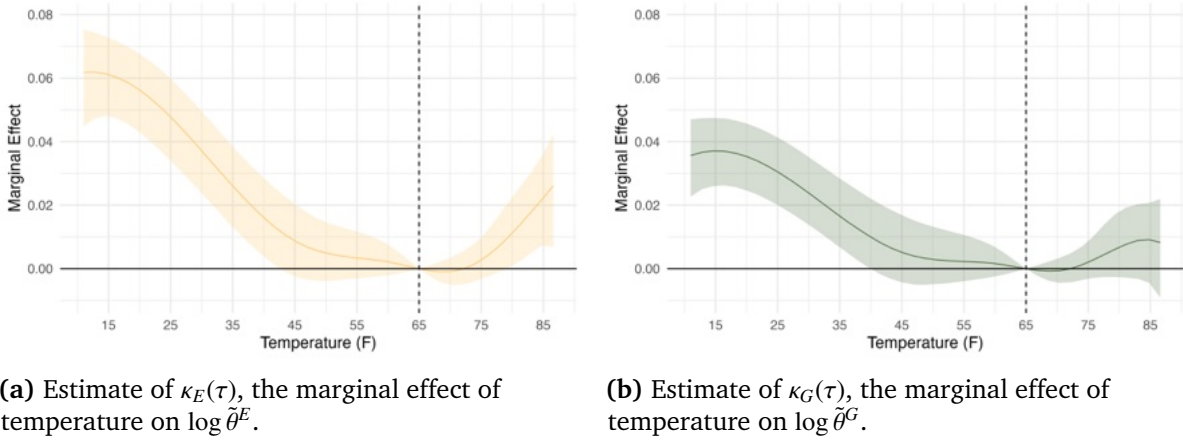 0.08
0.06
0.04
0.02
0.00
Marginal Effect
15 25 35 45 55 65 75 85
Temperature (F)
(a) Estimate of κ_E(τ), the marginal effect of
temperature on log θ̃^E.
0.08
0.06
0.04
0.02
0.00
Marginal Effect
15 25 35 45 55 65 75 85
Temperature (F)
(b) Estimate of κ_G(τ), the marginal effect of
temperature on log θ̃^G.